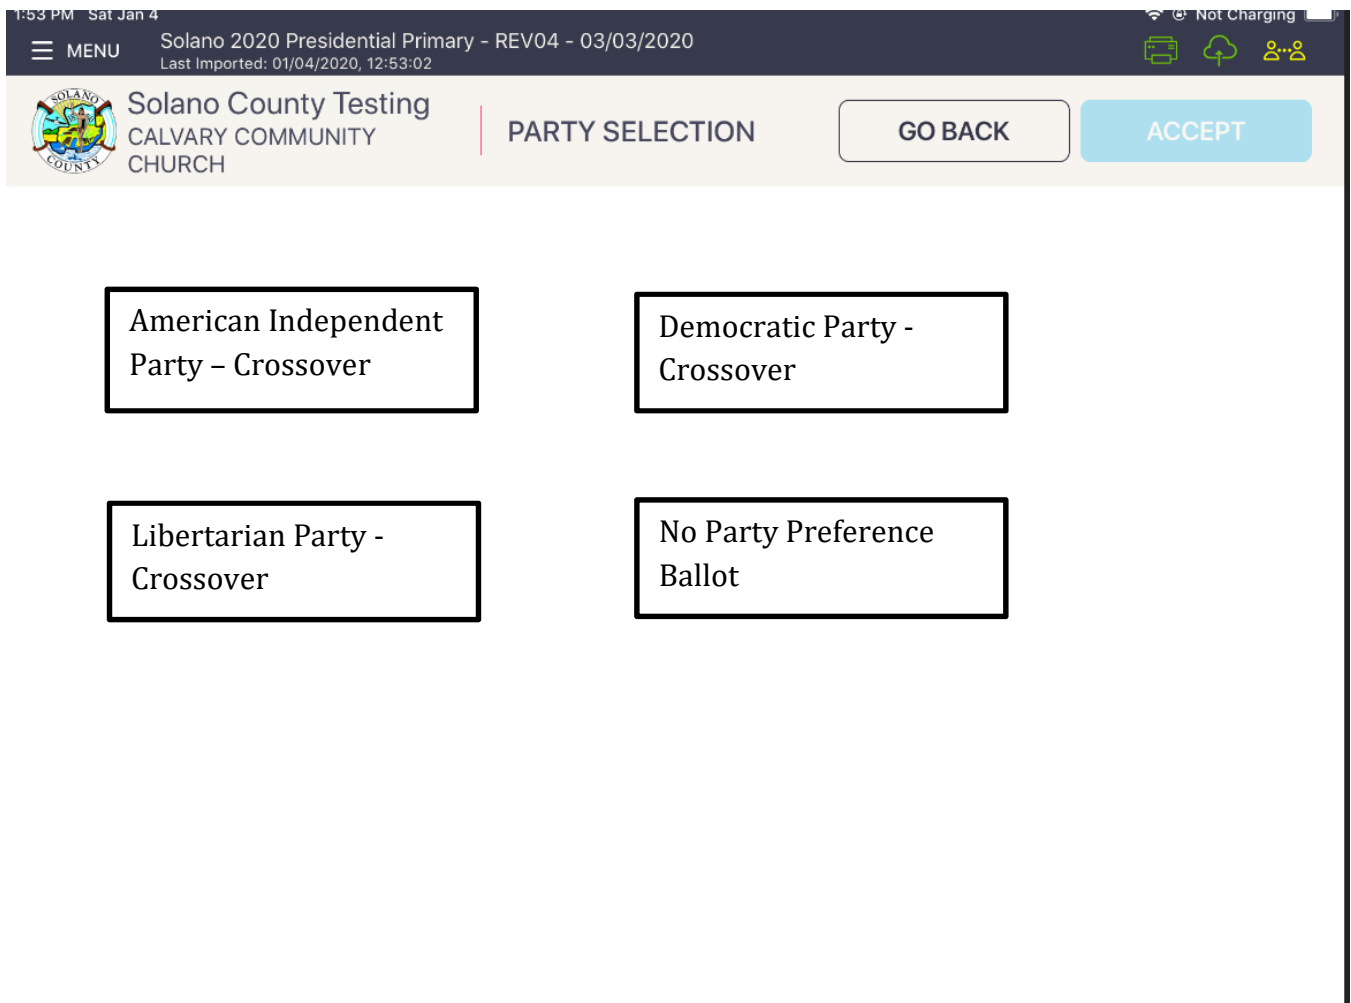 1:53 PM Sat Jan 4
Not Charging
MENU
Solano 2020 Presidential Primary - REV04 - 03/03/2020
Last Imported: 01/04/2020, 12:53:02
SOLANO
COUNTY
Solano County Testing
CALVARY COMMUNITY
CHURCH
PARTY SELECTION
GO BACK
ACCEPT
American Independent
Party – Crossover
Democratic Party -
Crossover
Libertarian Party -
Crossover
No Party Preference
Ballot